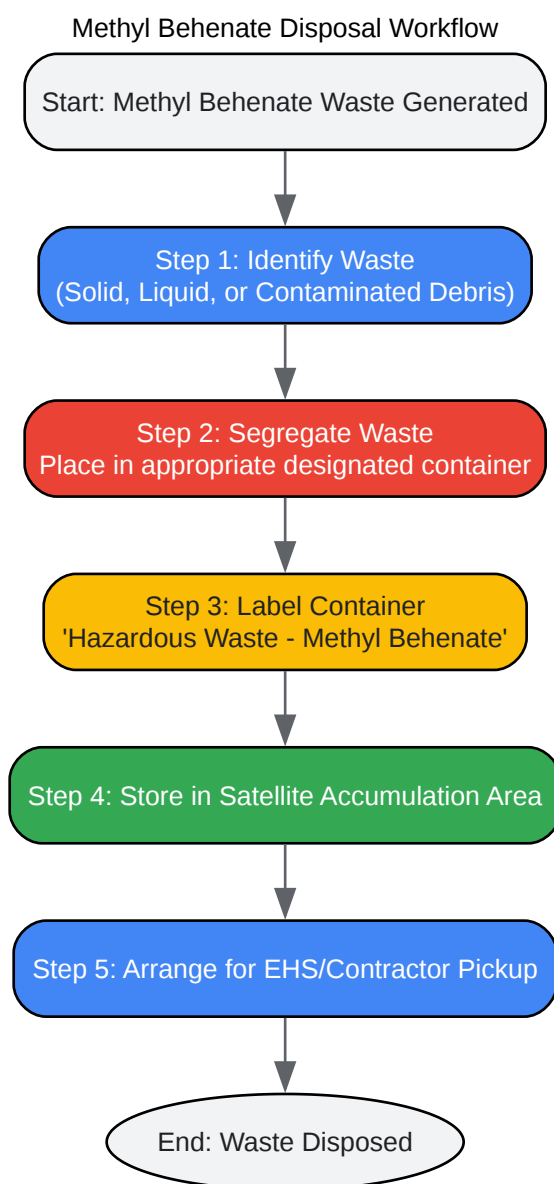 Methyl Behenate Disposal Workflow
Start: Methyl Behenate Waste Generated
Step 1: Identify Waste
(Solid, Liquid, or Contaminated Debris)
Step 2: Segregate Waste
Place in appropriate designated container
Step 3: Label Container
'Hazardous Waste - Methyl Behenate'
Step 4: Store in Satellite Accumulation Area
Step 5: Arrange for EHS/Contractor Pickup
End: Waste Disposed